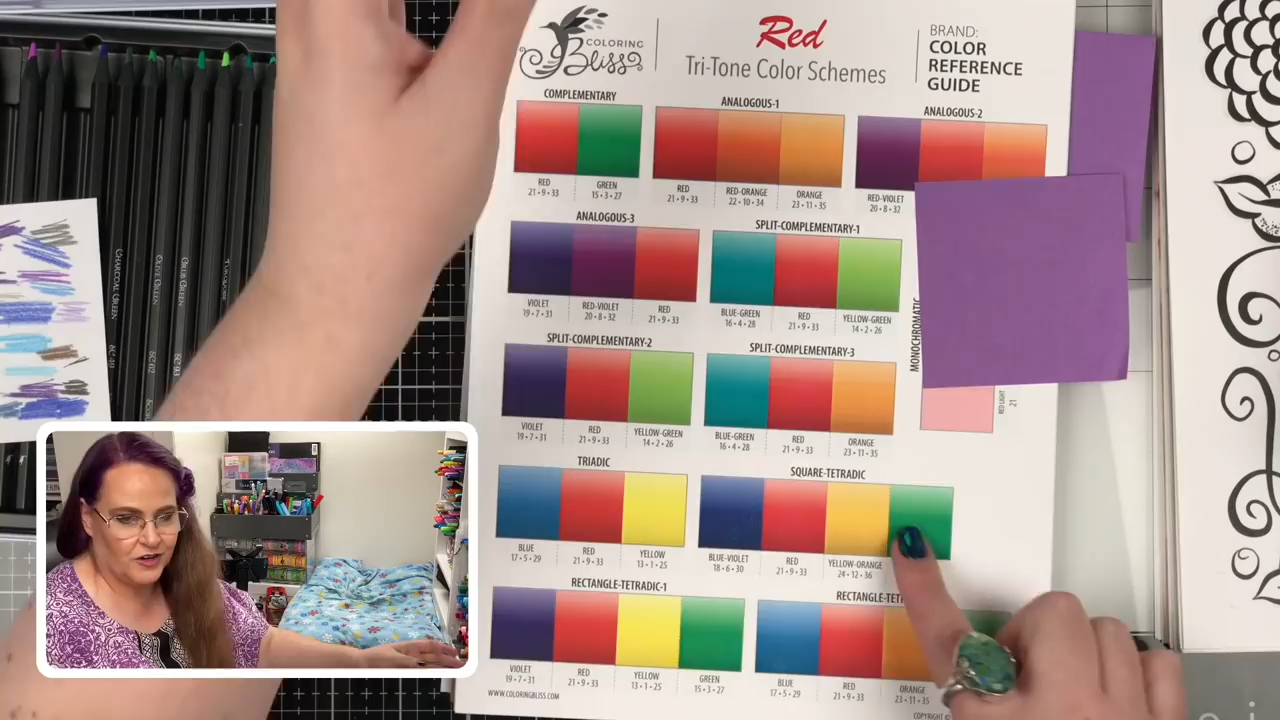 COLORING
Bliss
Red
Tri-Tone Color Schemes
BRAND:
COLOR
REFERENCE
GUIDE
COMPLEMENTARY
RED
21•9•33
GREEN
15•3•27
ANALOGOUS-1
RED
21•9•33
RED-ORANGE
22•10•34
ORANGE
23•11•35
ANALOGOUS-2
RED-VIOLET
20•8•32
ANALOGOUS-3
VIOLET
19•7•31
RED-VIOLET
20•8•32
RED
21•9•33
SPLIT-COMPLEMENTARY-1
BLUE-GREEN
16•4•28
RED
21•9•33
YELLOW-GREEN
14•2•26
MONOCHROMATIC
RED LIGHT
21
SPLIT-COMPLEMENTARY-2
VIOLET
19•7•31
RED
21•9•33
YELLOW-GREEN
14•2•26
SPLIT-COMPLEMENTARY-3
BLUE-GREEN
16•4•28
RED
21•9•33
ORANGE
23•11•35
TRIADIC
BLUE
17•5•29
RED
21•9•33
YELLOW
13•1•25
SQUARE-TETRADIC
BLUE-VIOLET
18•6•30
RED
21•9•33
YELLOW-ORANGE
24•12•36
RECTANGLE-TETRADIC-1
VIOLET
19•7•31
RED
21•9•33
YELLOW
13•1•25
GREEN
15•3•27
RECTANGLE-TETR
BLUE
17•5•29
RED
21•9•33
ORANGE
23•11•35
WWW.COLORINGBLISS.COM
COPYRIGHT ©
CHARCOAL GREEN
OLIVE GREEN